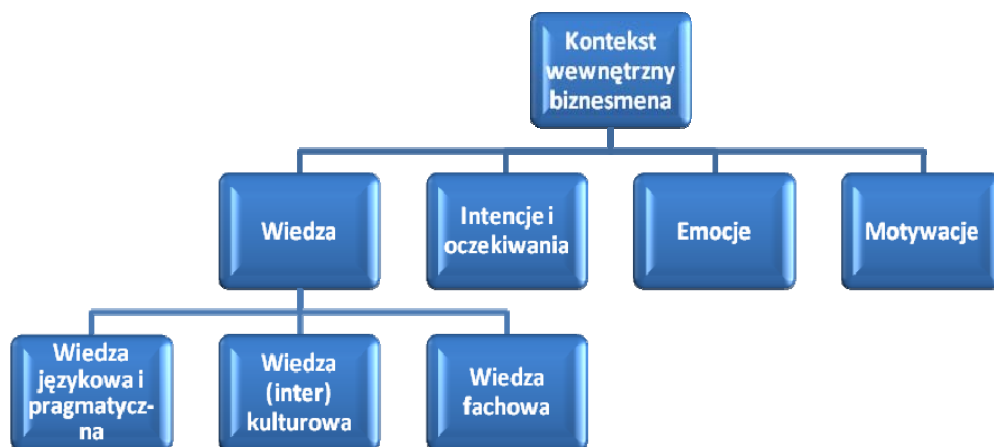 Kontekst
wewnętrzny
biznesmena
Wiedza
Intencje i
oczekiwania
Emocje
Motywacje
Wiedza
językowa i
pragmatycz-
na
Wiedza
(inter)
kulturowa
Wiedza
fachowa